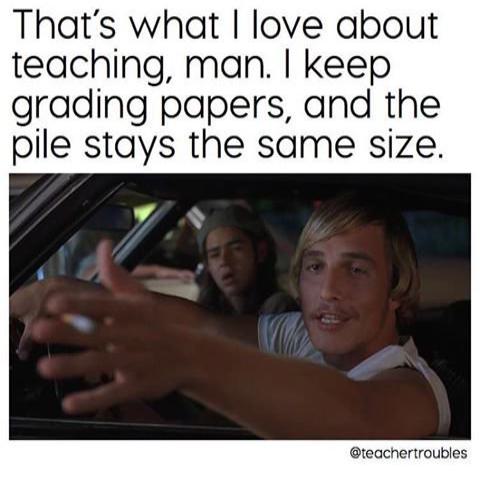 That's what I love about
teaching, man. I keep
grading papers, and the
pile stays the same size.
@teachertroubles